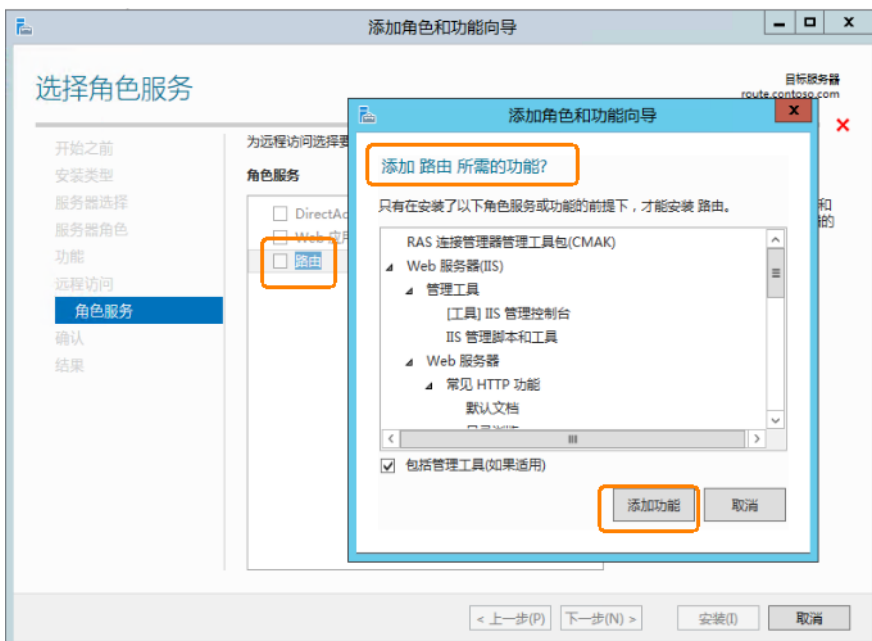 添加角色和功能向导
选择角色服务
目标服务器
route.contoso.com
开始之前
安装类型
服务器选择
服务器角色
功能
远程访问
角色服务
确认
结果
为远程访问选择要
角色服务
DirectAc
Web 应用
路由
和
的
添加角色和功能向导
添加 路由 所需的功能?
只有在安装了以下角色服务或功能的前提下，才能安装 路由。
RAS 连接管理器管理工具包(CMAK)
Web 服务器(IIS)
管理工具
[工具] IIS 管理控制台
IIS 管理脚本和工具
Web 服务器
常见 HTTP 功能
默认文档
包括管理工具(如果适用)
添加功能 取消
< 上一步(P) 下一步(N) > 安装(I) 取消